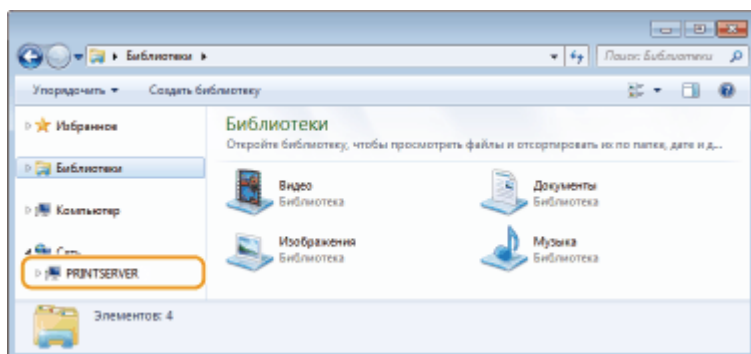 Библиотеки
Поиск: Библиотеки
Упорядочить
Создать библиотеку
Избранное
Библиотеки
Компьютер
Сеть
PRINTSERVER
Библиотеки
Откройте библиотеку, чтобы просмотреть файлы и отсортировать их по папке, дате и д...
Видео
Библиотека
Документы
Библиотека
Изображения
Библиотека
Музыка
Библиотека
Элементов: 4